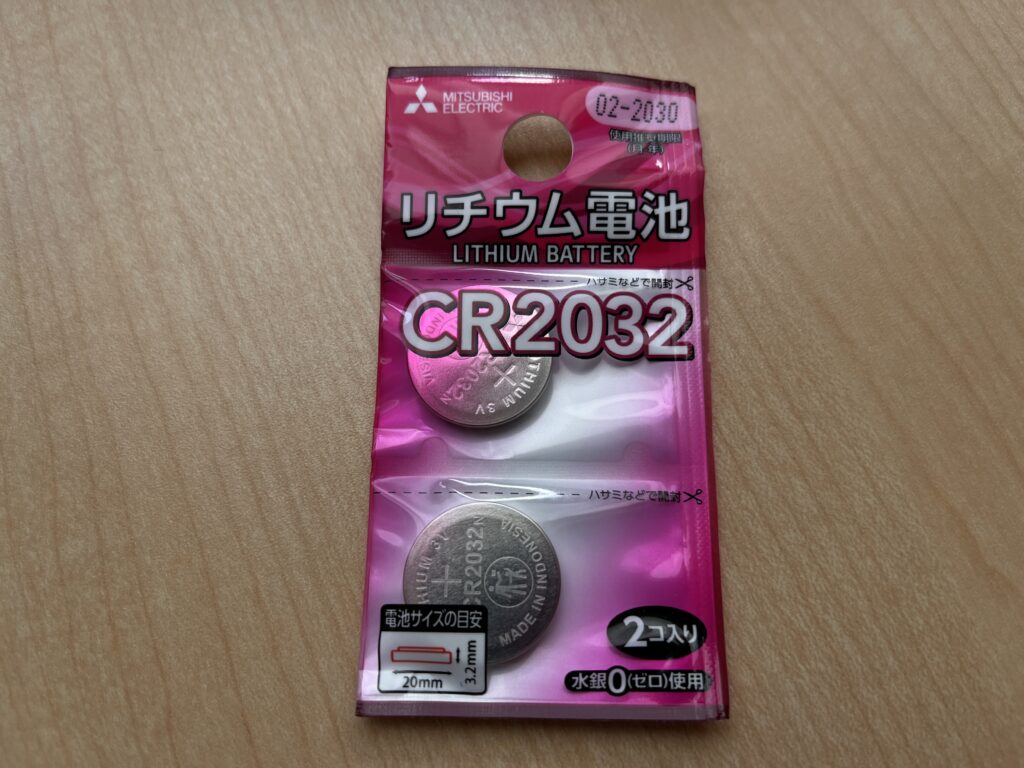 MITSUBISHI
ELECTRIC
02-2030
使用推奨期限
(月 年)
リチウム電池
LITHIUM BATTERY
ハサミなどで開封
CR2032
LITHIUM 3V
ハサミなどで開封
CR2032N
MADE IN INDONESIA
電池サイズの目安
3.2mm
20mm
2コ入り
水銀0(ゼロ)使用